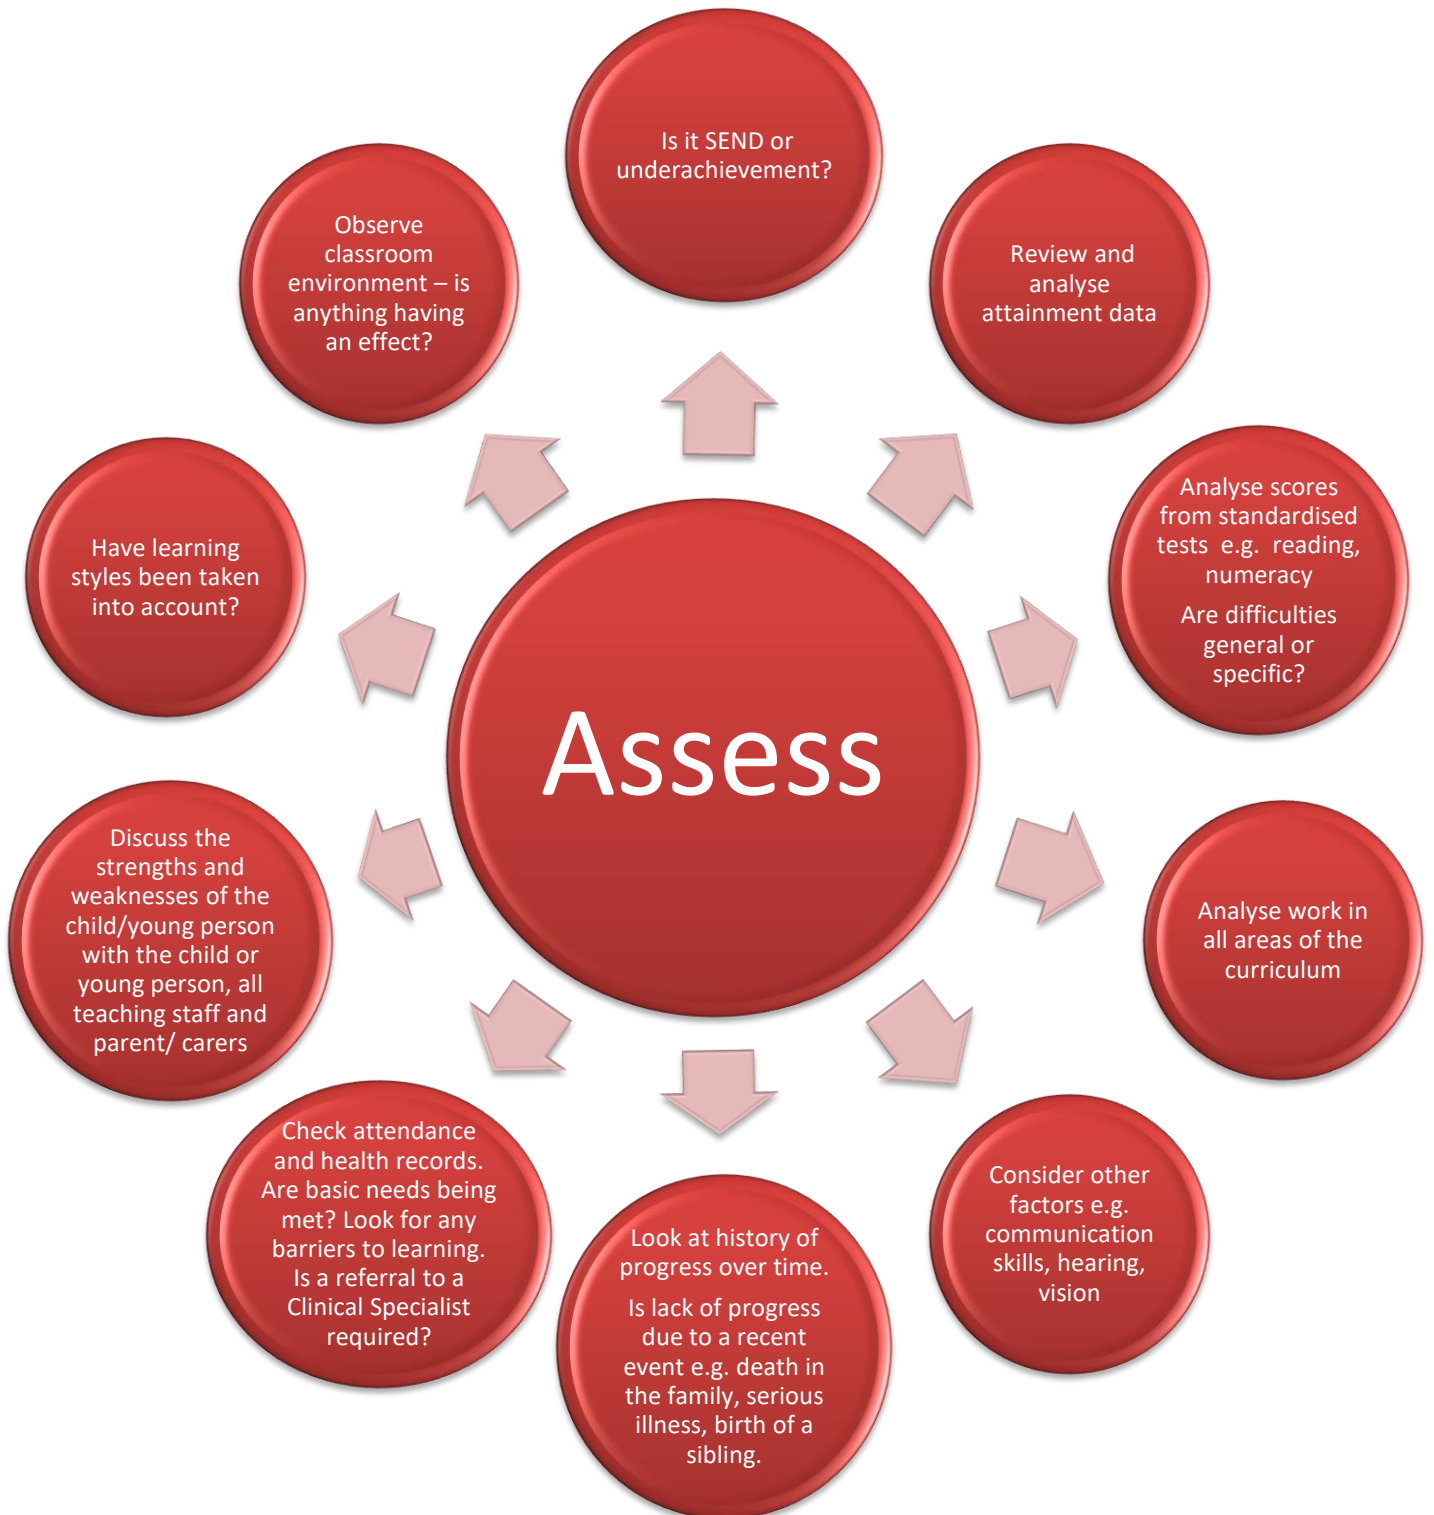 Is it SEND or
underachievement?
Review and
analyse
attainment data
Analyse scores
from standardised
tests e.g. reading,
numeracy
Are difficulties
general or
specific?
Analyse work in
all areas of the
curriculum
Consider other
factors e.g.
communication
skills, hearing,
vision
Look at history of
progress over time.
Is lack of progress
due to a recent
event e.g. death in
the family, serious
illness, birth of a
sibling.
Check attendance
and health records.
Are basic needs being
met? Look for any
barriers to learning.
Is a referral to a
Clinical Specialist
required?
Discuss the
strengths and
weaknesses of the
child/young person
with the child or
young person, all
teaching staff and
parent/ carers
Have learning
styles been taken
into account?
Observe
classroom
environment – is
anything having
an effect?
Assess